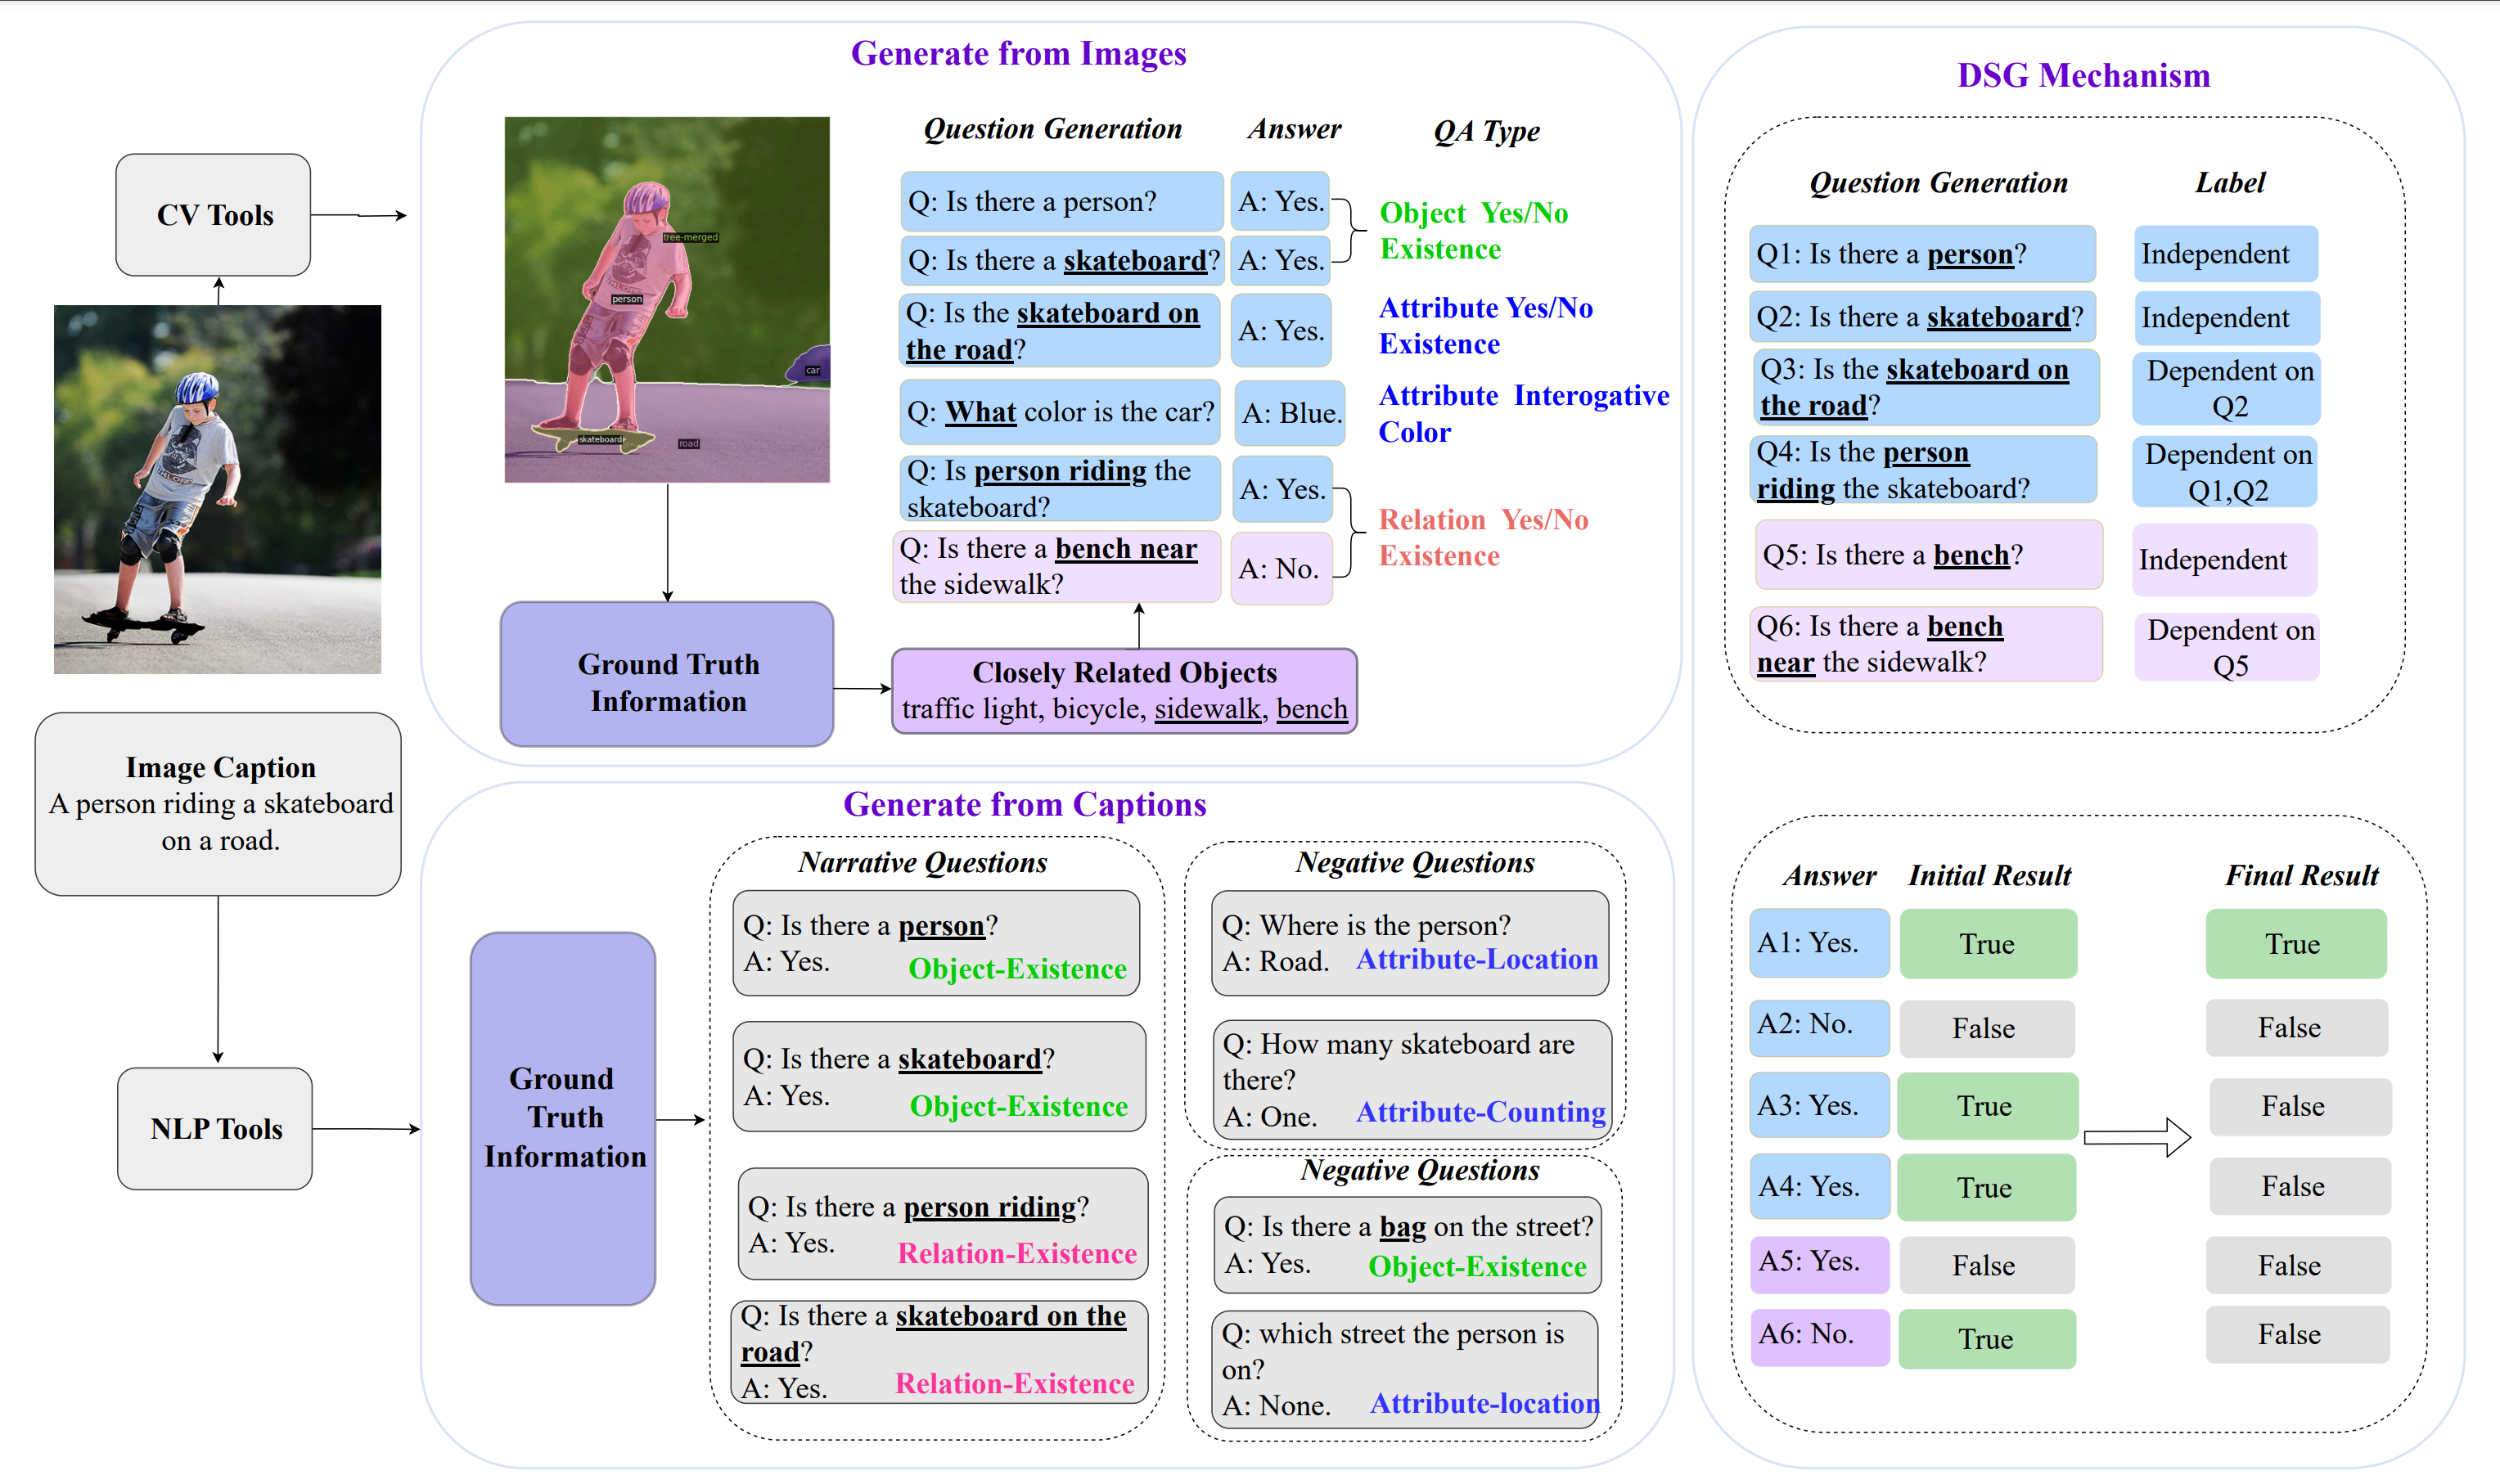 CV Tools
Image Caption
A person riding a skateboard
on a road.
NLP Tools
Generate from Images
tree-merged
person
car
skateboard
road
Question Generation
Answer
QA Type
Q: Is there a person?
A: Yes.
Q: Is there a skateboard?
A: Yes.
Object Yes/No
Existence
Q: Is the skateboard on
the road?
A: Yes.
Attribute Yes/No
Existence
Q: What color is the car?
A: Blue.
Attribute Interogative
Color
Q: Is person riding the
skateboard?
A: Yes.
Q: Is there a bench near
the sidewalk?
A: No.
Relation Yes/No
Existence
Ground Truth
Information
Closely Related Objects
traffic light, bicycle, sidewalk, bench
Generate from Captions
Ground
Truth
Information
Narrative Questions
Q: Is there a person?
A: Yes.
Object-Existence
Q: Is there a skateboard?
A: Yes.
Object-Existence
Q: Is there a person riding?
A: Yes.
Relation-Existence
Q: Is there a skateboard on the
road?
A: Yes.
Relation-Existence
Negative Questions
Q: Where is the person?
A: Road.
Attribute-Location
Q: How many skateboard are
there?
A: One.
Attribute-Counting
Negative Questions
Q: Is there a bag on the street?
A: Yes.
Object-Existence
Q: which street the person is
on?
A: None.
Attribute-location
DSG Mechanism
Question Generation
Label
Q1: Is there a person?
Independent
Q2: Is there a skateboard?
Independent
Q3: Is the skateboard on
the road?
Dependent on
Q2
Q4: Is the person
riding the skateboard?
Dependent on
Q1,Q2
Q5: Is there a bench?
Independent
Q6: Is there a bench
near the sidewalk?
Dependent on
Q5
Answer
Initial Result
Final Result
A1: Yes.
True
True
A2: No.
False
False
A3: Yes.
True
False
A4: Yes.
True
False
A5: Yes.
False
False
A6: No.
True
False